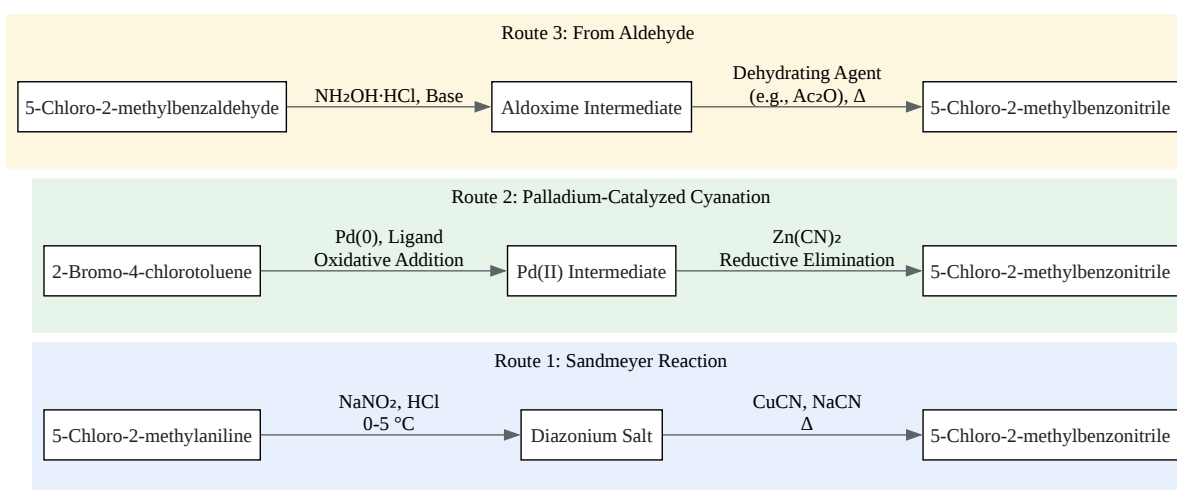 Route 3: From Aldehyde
5-Chloro-2-methylbenzaldehyde
NH₂OH·HCl, Base
Aldoxime Intermediate
Dehydrating Agent
(e.g., Ac₂O), Δ
5-Chloro-2-methylbenzonitrile
Route 2: Palladium-Catalyzed Cyanation
2-Bromo-4-chlorotoluene
Pd(0), Ligand
Oxidative Addition
Pd(II) Intermediate
Zn(CN)₂
Reductive Elimination
5-Chloro-2-methylbenzonitrile
Route 1: Sandmeyer Reaction
5-Chloro-2-methylaniline
NaNO₂, HCl
0-5 °C
Diazonium Salt
CuCN, NaCN
Δ
5-Chloro-2-methylbenzonitrile